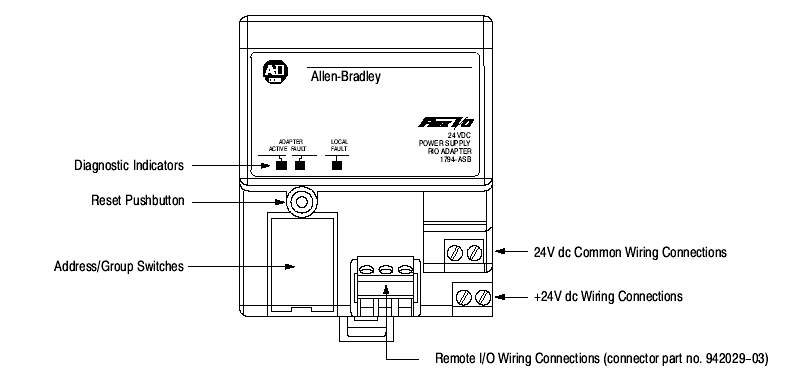 Allen-Bradley
Flex I/O
24VDC
POWER SUPPLY
RIO ADAPTER
1794-ASB
ADAPTER
ACTIVE FAULT
LOCAL
FAULT
Diagnostic Indicators
Reset Pushbutton
Address/Group Switches
24V dc Common Wiring Connections
+24V dc Wiring Connections
Remote I/O Wiring Connections (connector part no. 942029-03)